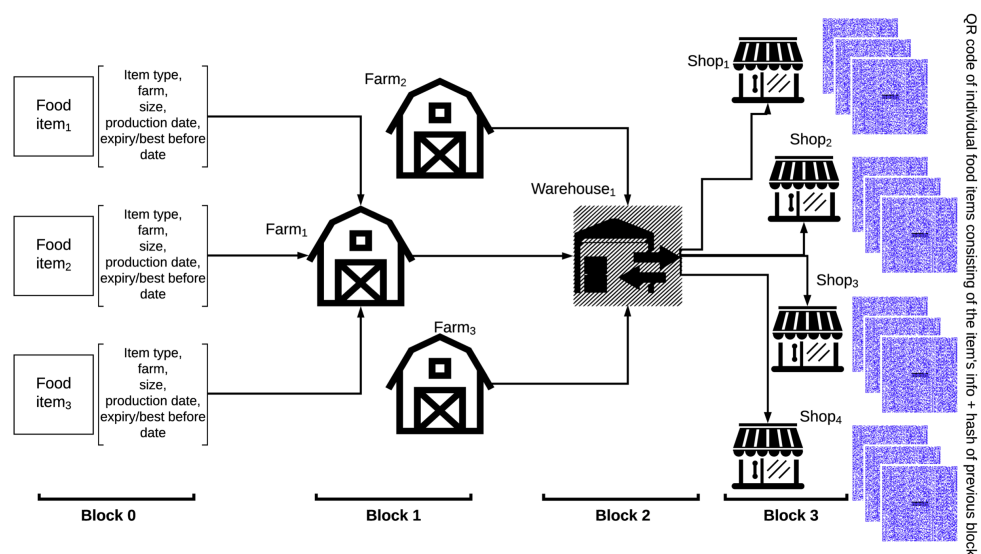 Food
item₁
Item type,
farm,
size,
production date,
expiry/best before
date
Food
item₂
Item type,
farm,
size,
production date,
expiry/best before
date
Food
item₃
Item type,
farm,
size,
production date,
expiry/best before
date
Farm₂
Farm₁
Farm₃
Warehouse₁
Shop₁
Shop₂
Shop₃
Shop₄
QR code of individual food items consisting of the item's info + hash of previous block
Block 0
Block 1
Block 2
Block 3